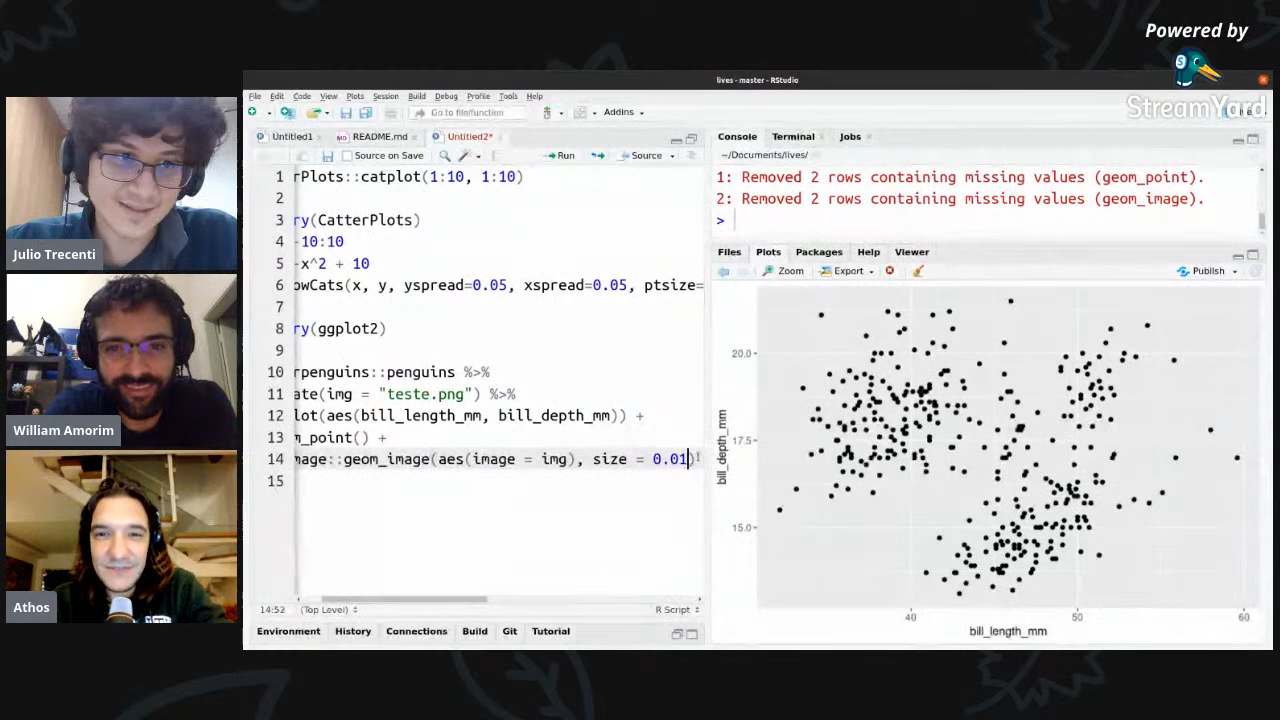 Powered by
StreamYard
Julio Trecenti
William Amorim
Athos
lives - master - RStudio
File Edit Code View Plots Session Build Debug Profile Tools Help
Go to file/function Addins
Untitled1 README.md Untitled2*
Source on Save Run Source
1 rPlots::catplot(1:10, 1:10)
2
3 ry(CatterPlots)
4 -10:10
5 -x^2 + 10
6 owCats(x, y, yspread=0.05, xspread=0.05, ptsize=
7
8 ry(ggplot2)
9
10 rpenguins::penguins %>%
11 ate(img = "teste.png") %>%
12 lot(aes(bill_length_mm, bill_depth_mm)) +
13 m_point() +
14 mage::geom_image(aes(image = img), size = 0.01)
15
14:52 (Top Level) R Script
Environment History Connections Build Git Tutorial
Console Terminal Jobs
~/Documents/lives/
1: Removed 2 rows containing missing values (geom_point).
2: Removed 2 rows containing missing values (geom_image).
>
Files Plots Packages Help Viewer
Zoom Export Publish
20.0
17.5
15.0
bill_depth_mm
40 50 60
bill_length_mm